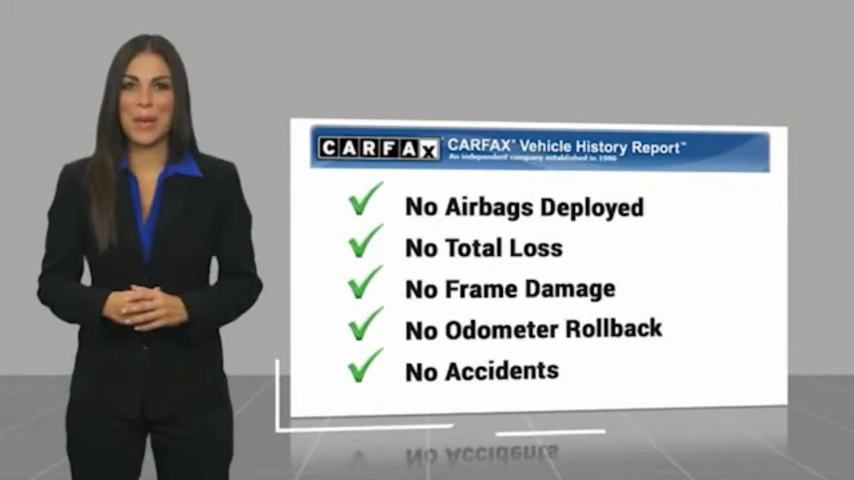 CARFAX CARFAX® Vehicle History Report™
An independent company established in 1986
No Airbags Deployed
No Total Loss
No Frame Damage
No Odometer Rollback
No Accidents
No Accidents